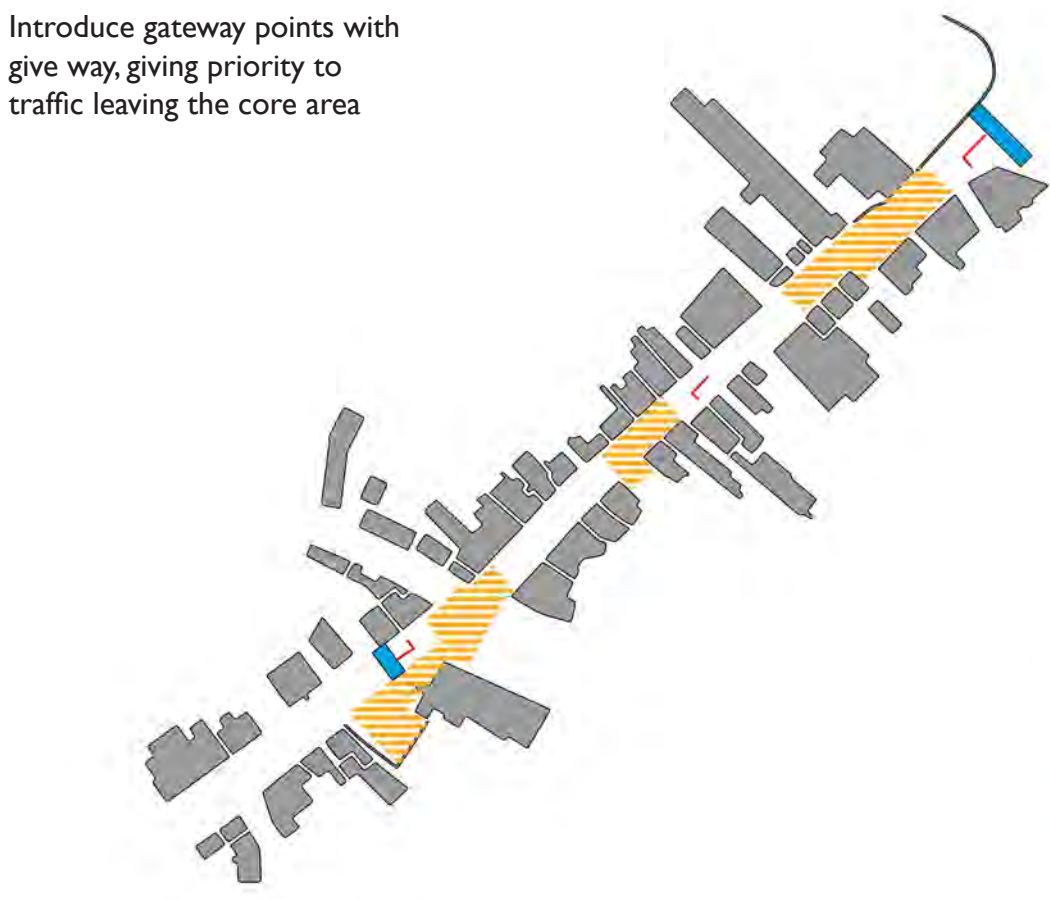 Introduce gateway points with
give way, giving priority to
traffic leaving the core area